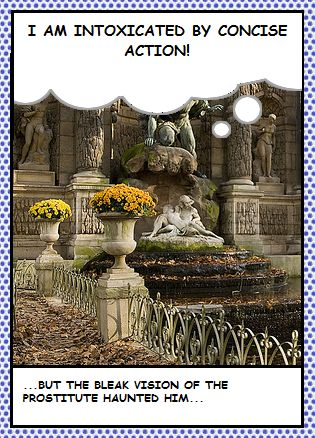 I AM INTOXICATED BY CONCISE
ACTION!
...BUT THE BLEAK VISION OF THE
PROSTITUTE HAUNTED HIM...